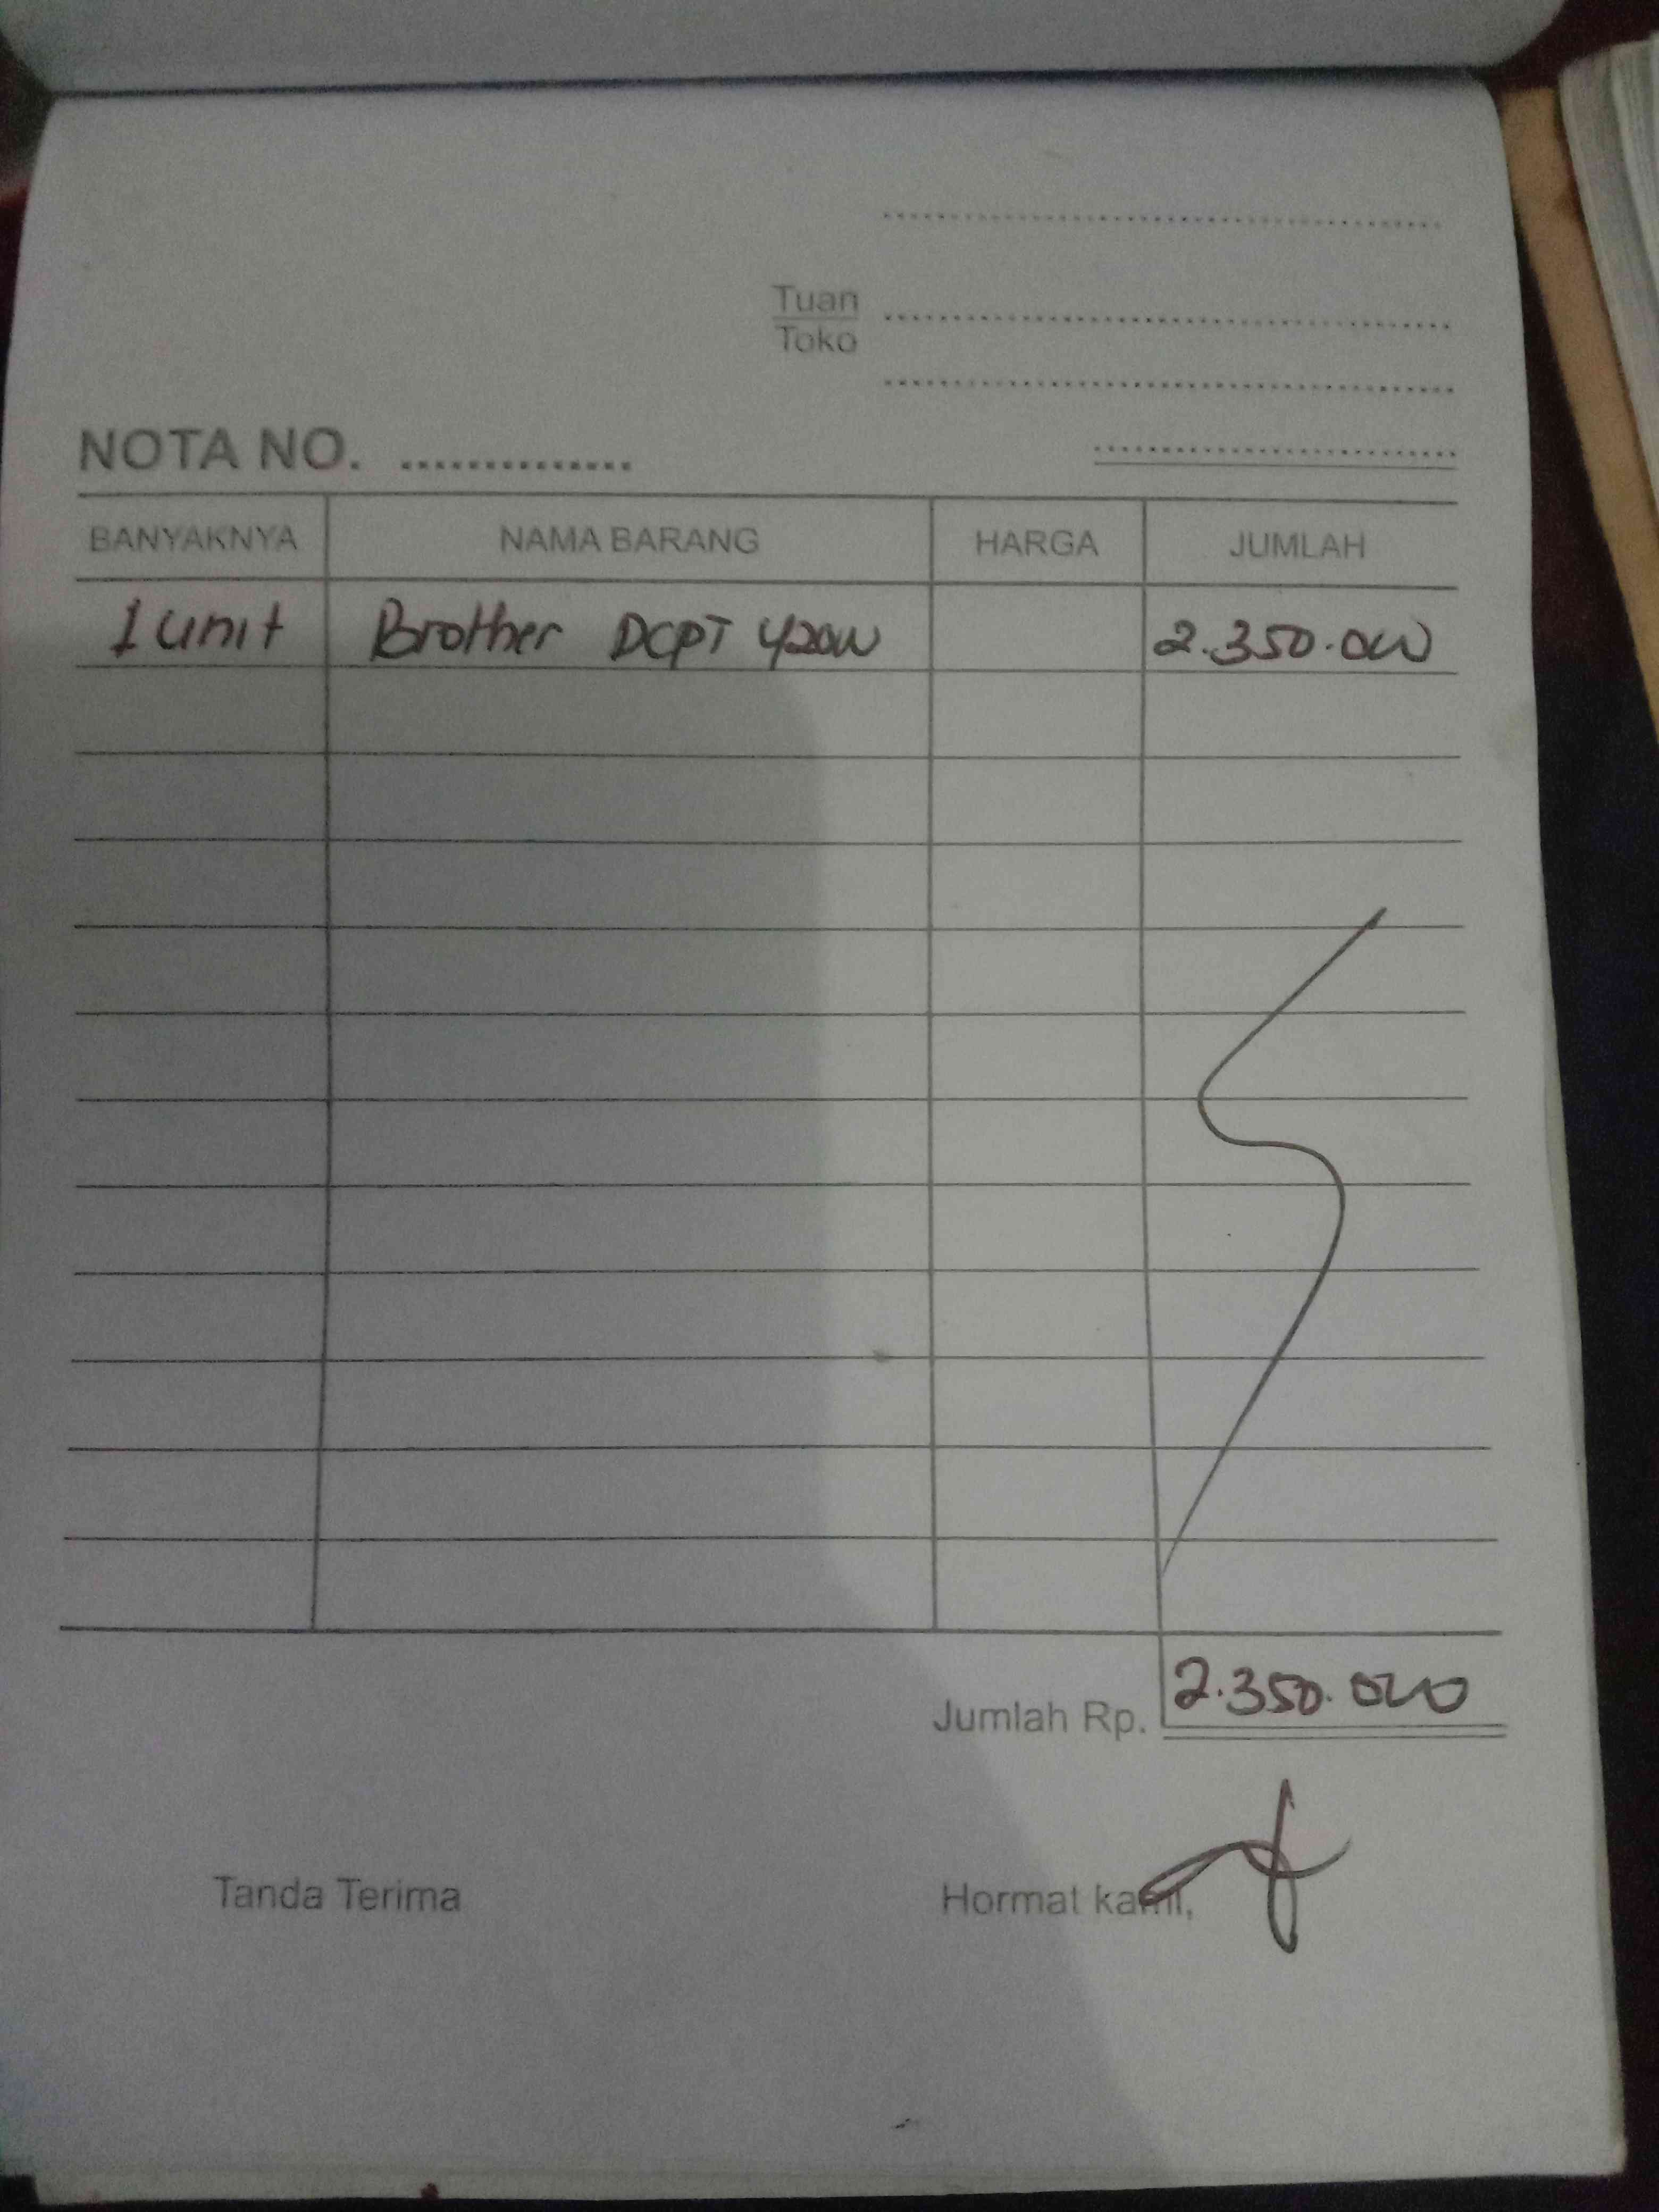 Tuan
Toko
NOTA NO. ..............
BANYAKNYA NAMA BARANG HARGA JUMLAH
1 unit Brother DCPT 420W 2.350.000
Jumlah Rp. 2.350.000
Tanda Terima Hormat kami,